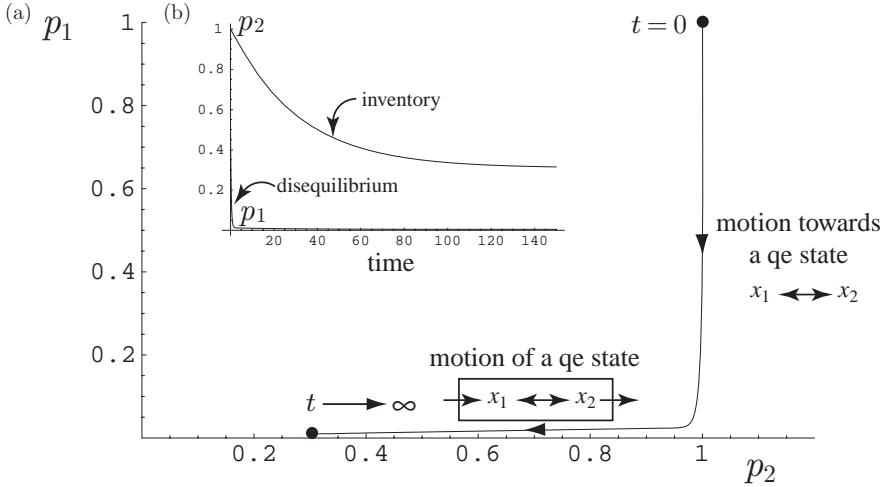 (a)
p1
(b)
p2
1
0.8
0.6
0.4
0.2
inventory
disequilibrium
p1
20 40 60 80 100 120 140
time
t = 0
1
0.8
0.6
0.4
0.2
motion towards
a qe state
x1 x2
motion of a qe state
x1 x2
t ∞
0.2 0.4 0.6 0.8 1
p2